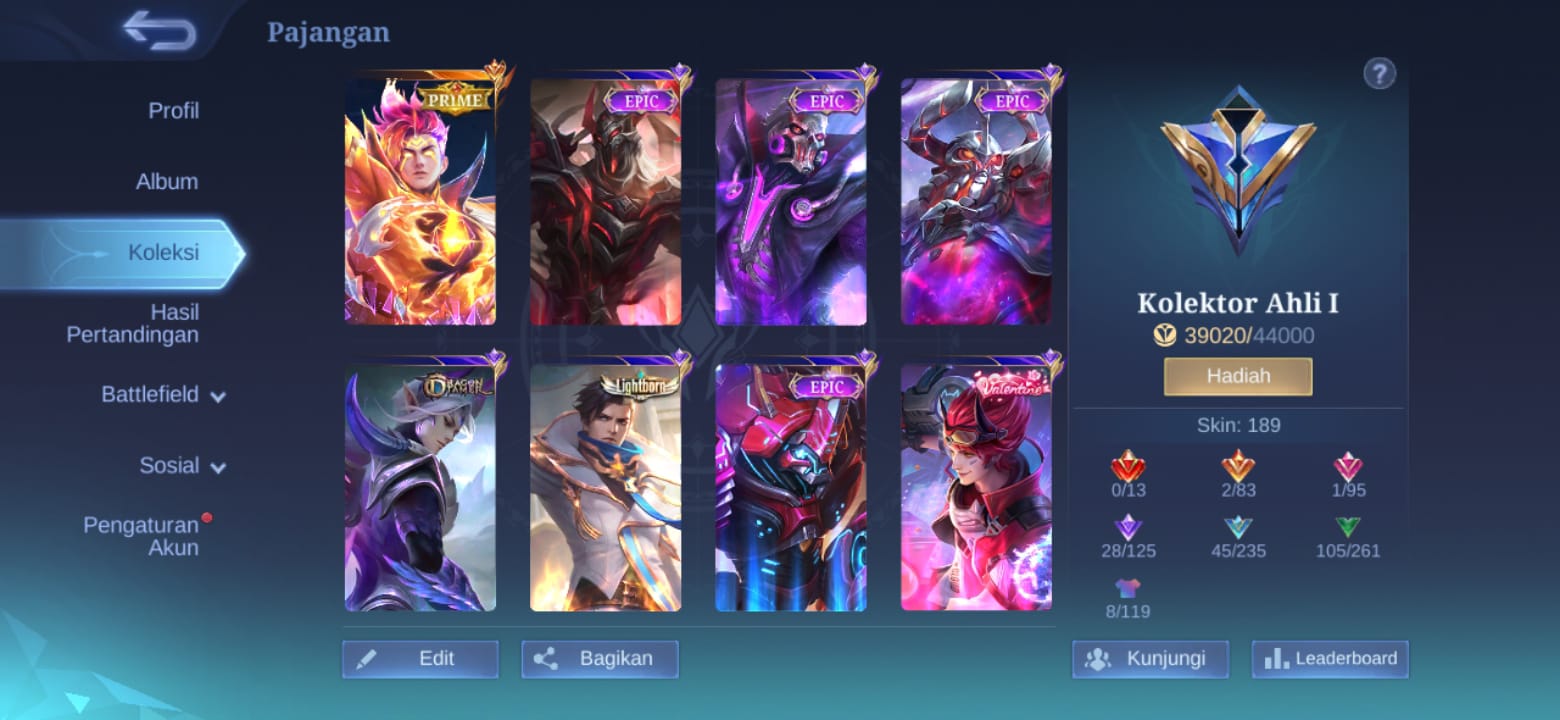 Pajangan
Profil
Album
Koleksi
Hasil
Pertandingan
Battlefield
Sosial
Pengaturan
Akun
PRIME
EPIC
EPIC
EPIC
DRAGON
TAMER
Lightborn
EPIC
Valentine
Edit
Bagikan
?
Kolektor Ahli I
39020/44000
Hadiah
Skin: 189
0/13
2/83
1/95
28/125
45/235
105/261
8/119
Kunjungi
Leaderboard